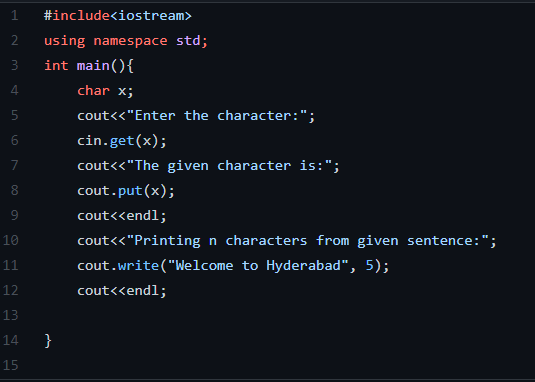 1 #include<iostream>
2 using namespace std;
3 int main(){
4     char x;
5     cout<<"Enter the character:";
6     cin.get(x);
7     cout<<"The given character is:";
8     cout.put(x);
9     cout<<endl;
10     cout<<"Printing n characters from given sentence:";
11     cout.write("Welcome to Hyderabad", 5);
12     cout<<endl;
13
14 }
15